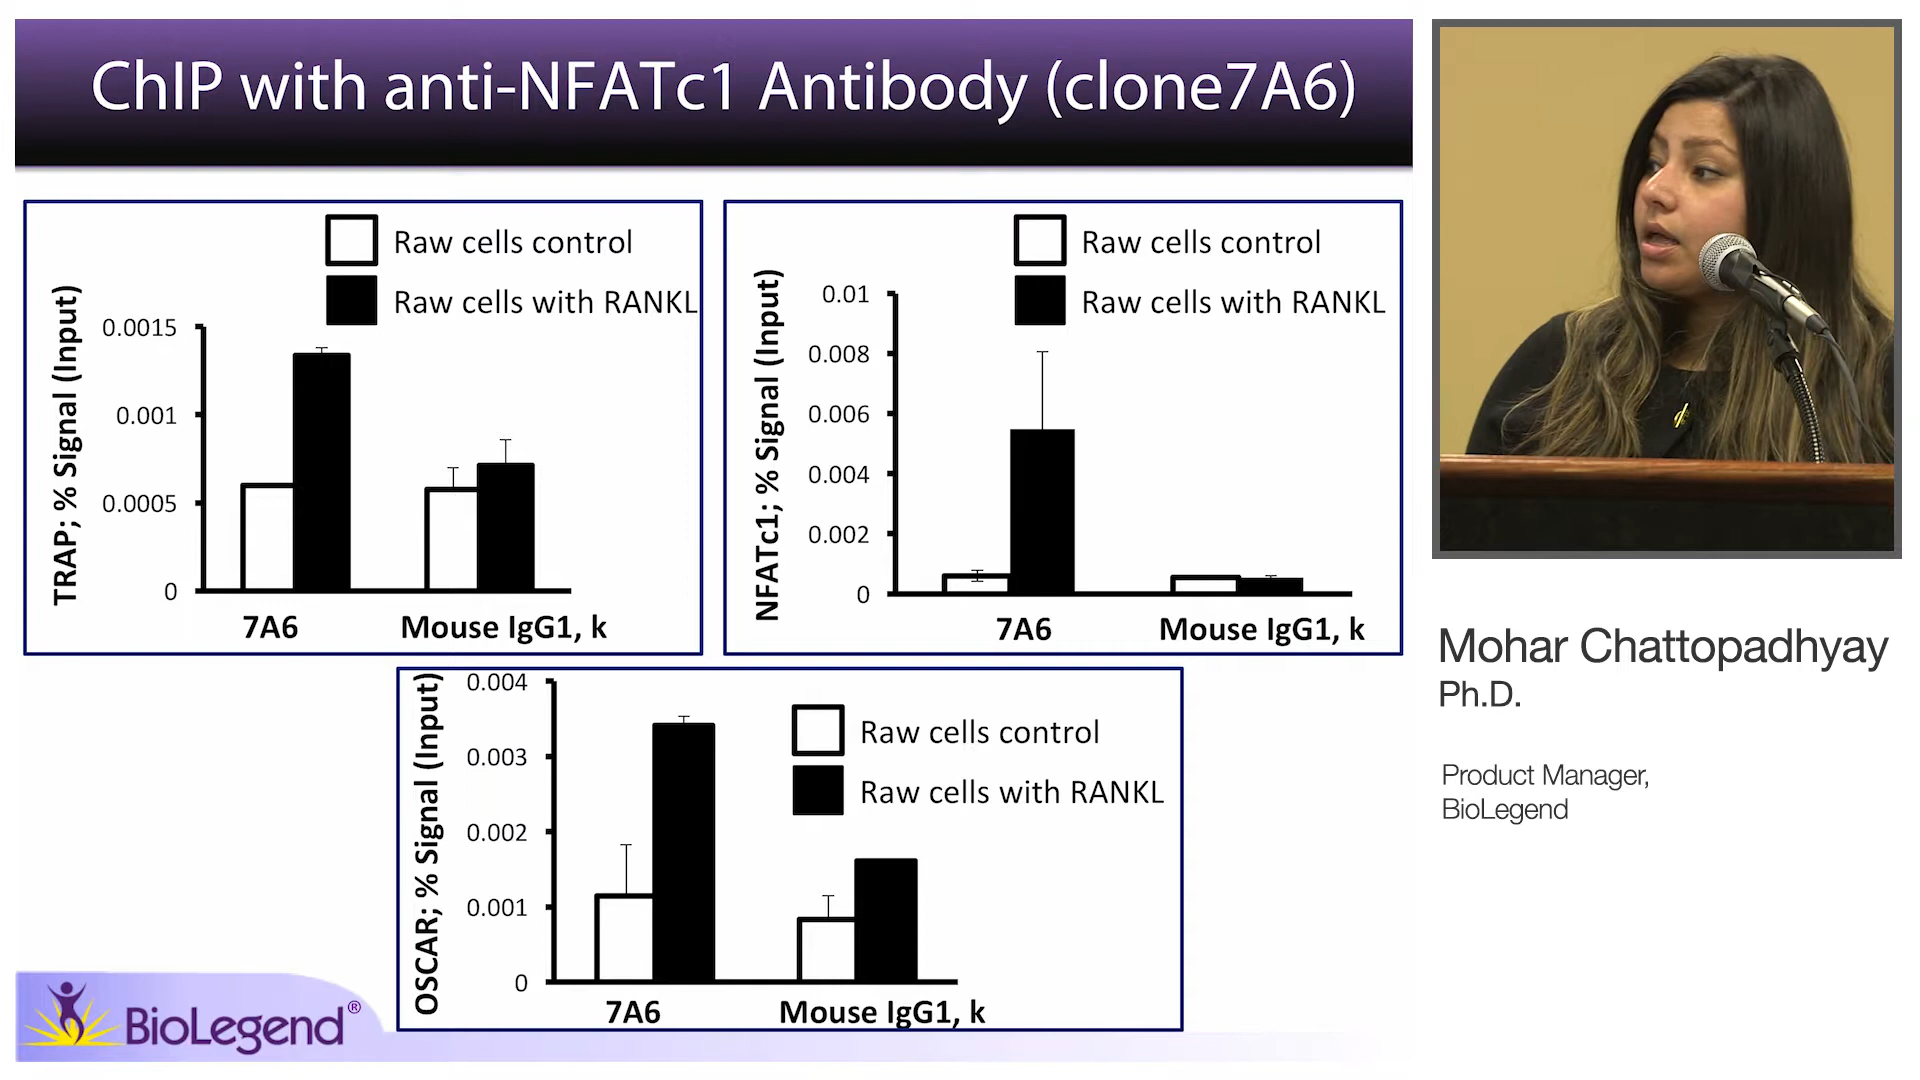 ChIP with anti-NFATc1 Antibody (clone7A6)
TRAP; % Signal (Input)
Raw cells control
Raw cells with RANKL
0.0015
0.001
0.0005
0
7A6
Mouse IgG1, k
NFATc1; % Signal (Input)
Raw cells control
Raw cells with RANKL
0.01
0.008
0.006
0.004
0.002
0
7A6
Mouse IgG1, k
OSCAR; % Signal (Input)
0.004
0.003
0.002
0.001
0
Raw cells control
Raw cells with RANKL
7A6
Mouse IgG1, k
BioLegend®
Mohar Chattopadhyay
Ph.D.
Product Manager,
BioLegend